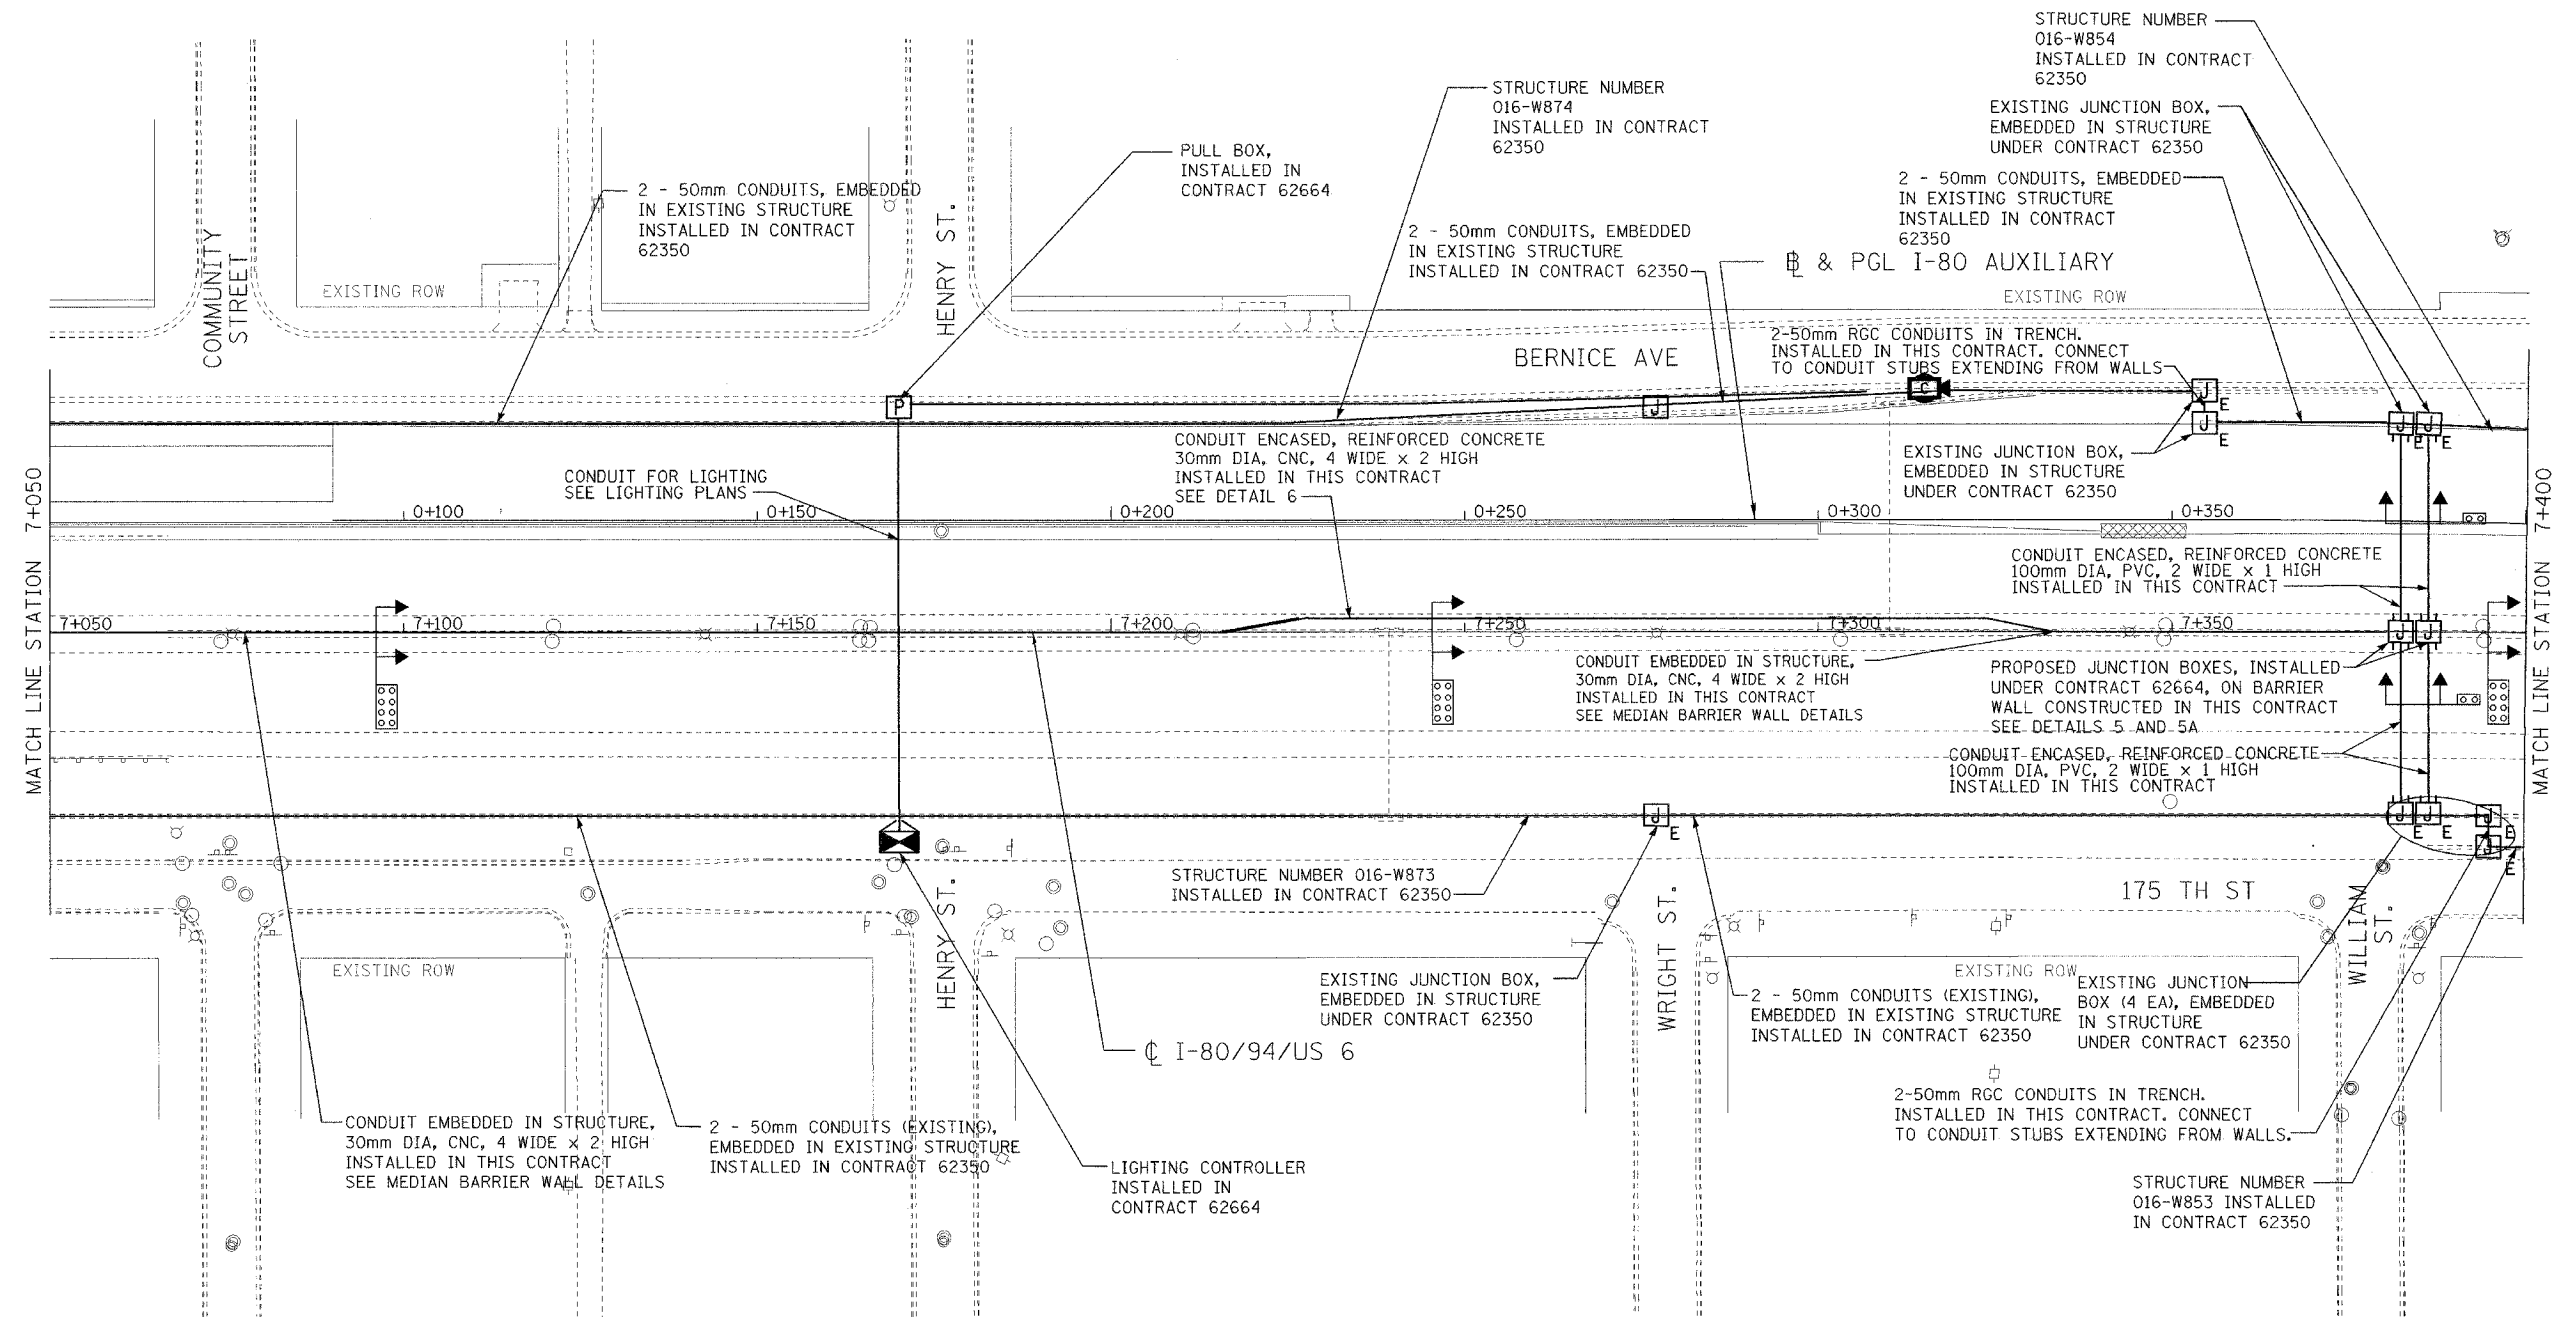 STRUCTURE NUMBER
016-W854
INSTALLED IN CONTRACT
62350
STRUCTURE NUMBER
016-W874
INSTALLED IN CONTRACT
62350
EXISTING JUNCTION BOX,
EMBEDDED IN STRUCTURE
UNDER CONTRACT 62350
PULL BOX,
INSTALLED IN
CONTRACT 62664
2 - 50mm CONDUITS, EMBEDDED
IN EXISTING STRUCTURE
INSTALLED IN CONTRACT
62350
2 - 50mm CONDUITS, EMBEDDED
IN EXISTING STRUCTURE
INSTALLED IN CONTRACT
62350
2 - 50mm CONDUITS, EMBEDDED
IN EXISTING STRUCTURE
INSTALLED IN CONTRACT 62350
COMMUNITY
STREET
HENRY ST.
℄ & PGL I-80 AUXILIARY
EXISTING ROW
EXISTING ROW
BERNICE AVE
2-50mm RGC CONDUITS IN TRENCH.
INSTALLED IN THIS CONTRACT. CONNECT
TO CONDUIT STUBS EXTENDING FROM WALLS
P
J
C
J
E
J
E
J
E
J
E
CONDUIT ENCASED, REINFORCED CONCRETE
30mm DIA, CNC, 4 WIDE x 2 HIGH
INSTALLED IN THIS CONTRACT
SEE DETAIL 6
EXISTING JUNCTION BOX,
EMBEDDED IN STRUCTURE
UNDER CONTRACT 62350
CONDUIT FOR LIGHTING
SEE LIGHTING PLANS
MATCH LINE STATION 7+050
MATCH LINE STATION 7+400
0+100
0+150
0+200
0+250
0+300
0+350
CONDUIT ENCASED, REINFORCED CONCRETE
100mm DIA, PVC, 2 WIDE x 1 HIGH
INSTALLED IN THIS CONTRACT
7+050
7+100
7+150
7+200
7+250
7+300
7+350
J
J
CONDUIT EMBEDDED IN STRUCTURE,
30mm DIA, CNC, 4 WIDE x 2 HIGH
INSTALLED IN THIS CONTRACT
SEE MEDIAN BARRIER WALL DETAILS
PROPOSED JUNCTION BOXES, INSTALLED
UNDER CONTRACT 62664, ON BARRIER
WALL CONSTRUCTED IN THIS CONTRACT
SEE DETAILS 5 AND 5A
CONDUIT ENCASED, REINFORCED CONCRETE
100mm DIA, PVC, 2 WIDE x 1 HIGH
INSTALLED IN THIS CONTRACT
J
E
J
E
J
E
J
E
J
E
STRUCTURE NUMBER 016-W873
INSTALLED IN CONTRACT 62350
175 TH ST
HENRY ST.
WRIGHT ST.
WILLIAM
ST.
EXISTING ROW
EXISTING ROW
EXISTING JUNCTION BOX,
EMBEDDED IN STRUCTURE
UNDER CONTRACT 62350
2 - 50mm CONDUITS (EXISTING),
EMBEDDED IN EXISTING STRUCTURE
INSTALLED IN CONTRACT 62350
EXISTING JUNCTION
BOX (4 EA), EMBEDDED
IN STRUCTURE
UNDER CONTRACT 62350
℄ I-80/94/US 6
2-50mm RGC CONDUITS IN TRENCH.
INSTALLED IN THIS CONTRACT. CONNECT
TO CONDUIT STUBS EXTENDING FROM WALLS.
CONDUIT EMBEDDED IN STRUCTURE,
30mm DIA, CNC, 4 WIDE x 2 HIGH
INSTALLED IN THIS CONTRACT
SEE MEDIAN BARRIER WALL DETAILS
2 - 50mm CONDUITS (EXISTING),
EMBEDDED IN EXISTING STRUCTURE
INSTALLED IN CONTRACT 62350
LIGHTING CONTROLLER
INSTALLED IN
CONTRACT 62664
STRUCTURE NUMBER
016-W853 INSTALLED
IN CONTRACT 62350